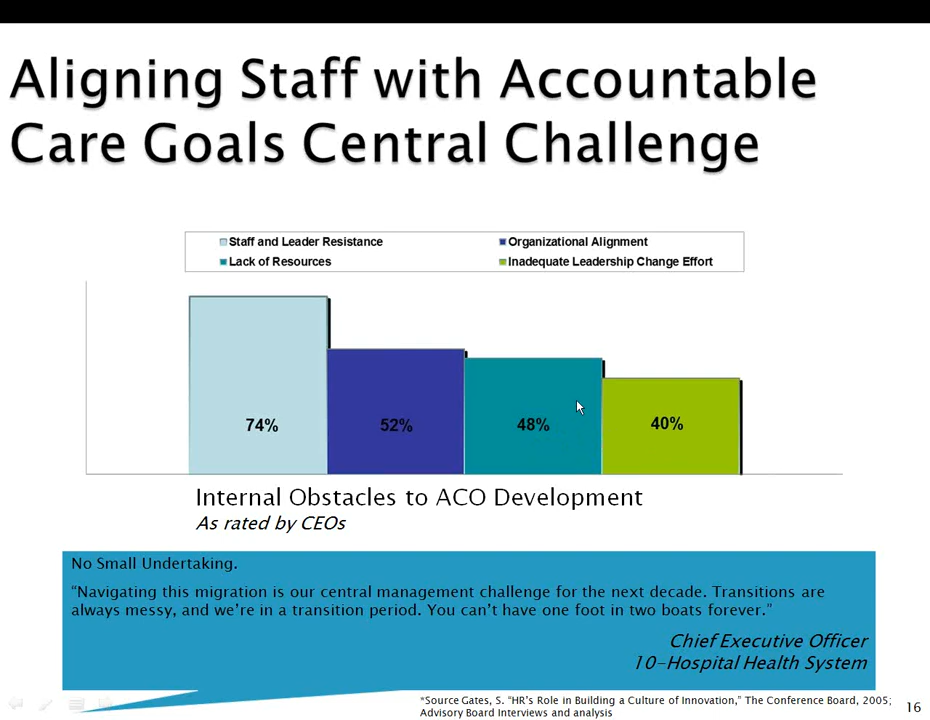 Aligning Staff with Accountable
Care Goals Central Challenge
Staff and Leader Resistance
Organizational Alignment
Lack of Resources
Inadequate Leadership Change Effort
74%
52%
48%
40%
Internal Obstacles to ACO Development
As rated by CEOs
No Small Undertaking.
“Navigating this migration is our central management challenge for the next decade. Transitions are
always messy, and we’re in a transition period. You can’t have one foot in two boats forever.”
Chief Executive Officer
10-Hospital Health System
*Source Gates, S. “HR’s Role in Building a Culture of Innovation,” The Conference Board, 2005;
Advisory Board Interviews and analysis
16